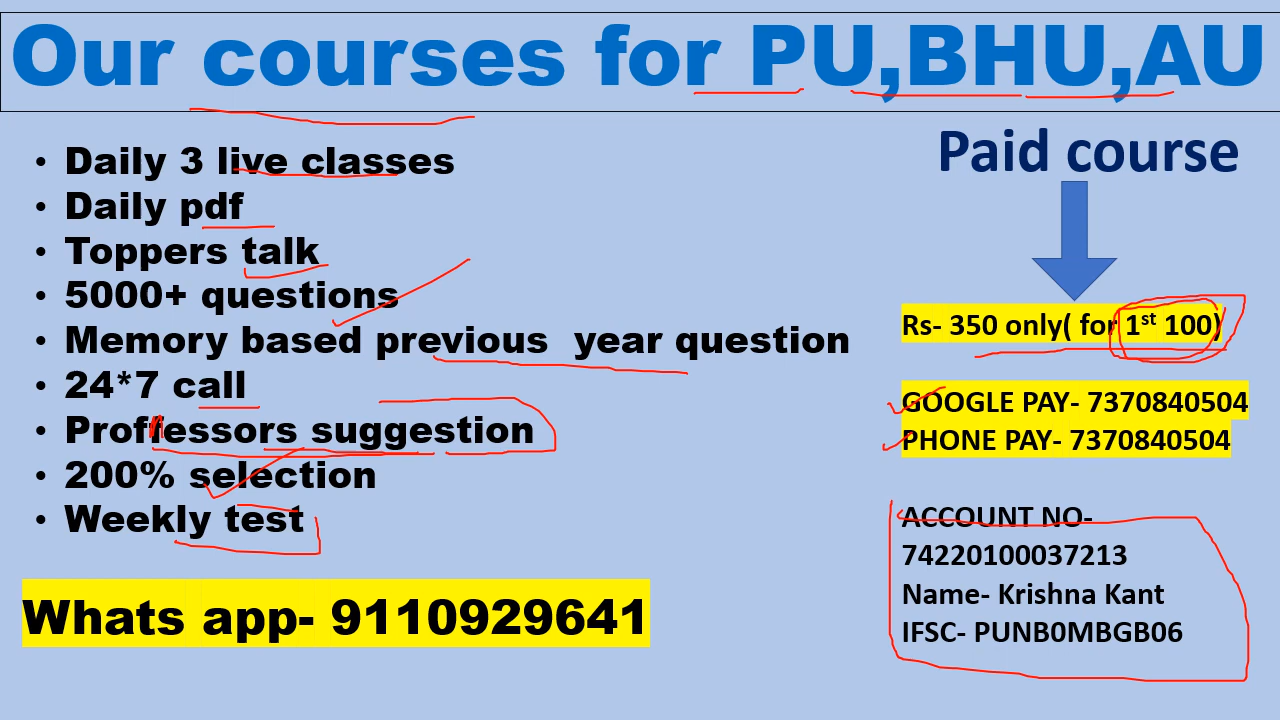 Our courses for PU,BHU,AU
• Daily 3 live classes
• Daily pdf
• Toppers talk
• 5000+ questions
• Memory based previous year question
• 24*7 call
• Proffessors suggestion
• 200% selection
• Weekly test
Whats app- 9110929641
Paid course
Rs- 350 only( for 1st 100)
GOOGLE PAY- 7370840504
PHONE PAY- 7370840504
ACCOUNT NO-
74220100037213
Name- Krishna Kant
IFSC- PUNB0MBGB06